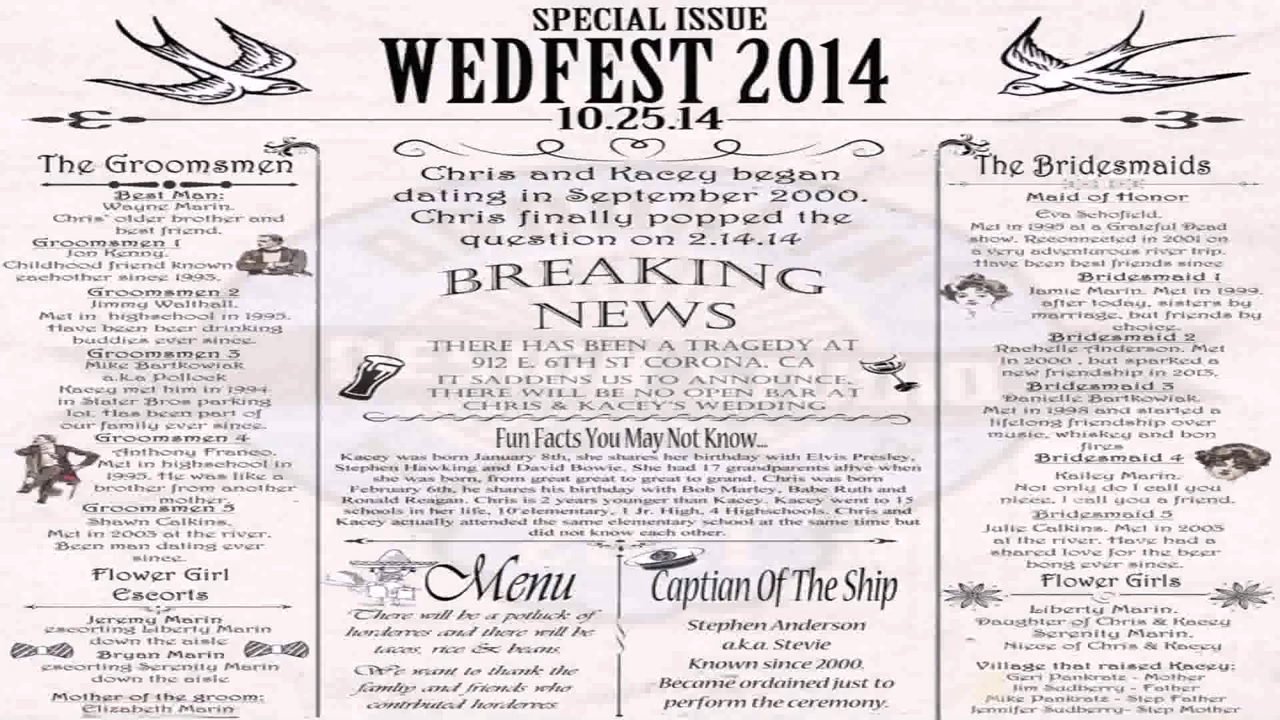 SPECIAL ISSUE
WEDFEST 2014
10.25.14
The Groomsmen
Best Man:
Wayne Marin.
Chris' older brother and
best friend.
Groomsmen 1
Jon Kenny.
Childhood friend known
eachother since 1993.
Groomsmen 2
Jimmy Walthall.
Met in highschool in 1995.
Have been beer drinking
buddies ever since.
Groomsmen 3
Mike Bartkowiak
a.k.a Pollock
Kacey met him in 1994
in Stater Bros parking
lot. Has been part of
our family ever since.
Groomsmen 4
Anthony Franco.
Met in highschool in
1995. He was like a
brother from another
mother.
Groomsmen 5
Shawn Calkins.
Met in 2003 at the river.
Been man dating ever
since.
Flower Girl
Escorts
Jeremy Marin
escorting Liberty Marin
down the aisle
Bryan Marin
escorting Serenity Marin
down the aisle
Mother of the groom:
Elizabeth Marin
Chris and Kacey began
dating in September 2000.
Chris finally popped the
question on 2.14.14
BREAKING
NEWS
THERE HAS BEEN A TRAGEDY AT
912 E. 6TH ST CORONA, CA
IT SADDENS US TO ANNOUNCE,
THERE WILL BE NO OPEN BAR AT
CHRIS & KACEY'S WEDDING
Fun Facts You May Not Know...
Kacey was born January 8th, she shares her birthday with Elvis Presley,
Stephen Hawking and David Bowie. She had 17 grandparents alive when
she was born, from great great to great to grand. Chris was born
February 6th, he shares his birthday with Bob Marley, Babe Ruth and
Ronald Reagan. Chris is 2 years younger than Kacey. Kacey went to 15
schools in her life, 10 elementary, 1 Jr. High, 4 Highschools. Chris and
Kacey actually attended the same elementary school at the same time but
did not know each other.
Menu
There will be a potluck of
horderres and there will be
tacos, rice & beans.
We want to thank the
family and friends who
contributed horderres
Captian Of The Ship
Stephen Anderson
a.k.a. Stevie
Known since 2000.
Became ordained just to
perform the ceremony.
The Bridesmaids
Maid of Honor
Eva Schofield.
Met in 1995 at a Grateful Dead
show. Reconnected in 2001 on
a very adventurous river trip.
Have been best friends since
Bridesmaid 1
Jamie Marin. Met in 1999.
after today, sisters by
marriage, but friends by
choice.
Bridesmaid 2
Rachelle Anderson. Met
in 2000, but sparked a
new friendship in 2013.
Bridesmaid 3
Danielle Bartkowiak.
Met in 1998 and started a
lifelong friendship over
music, whiskey and bon
fires
Bridesmaid 4
Kailey Marin.
Not only do I call you
niece, I call you a friend.
Bridesmaid 5
Julie Calkins. Met in 2003
at the river. Have had a
shared love for the beer
bong ever since.
Flower Girls
Liberty Marin.
Daughter of Chris & Kacey
Serenity Marin.
Niece of Chris & Kacey
Village that raised Kacey:
Geri Pankratz - Mother
Jim Sudberry - Father
Mike Pankratz - Step Father
Jennifer Sudberry- Step Mother